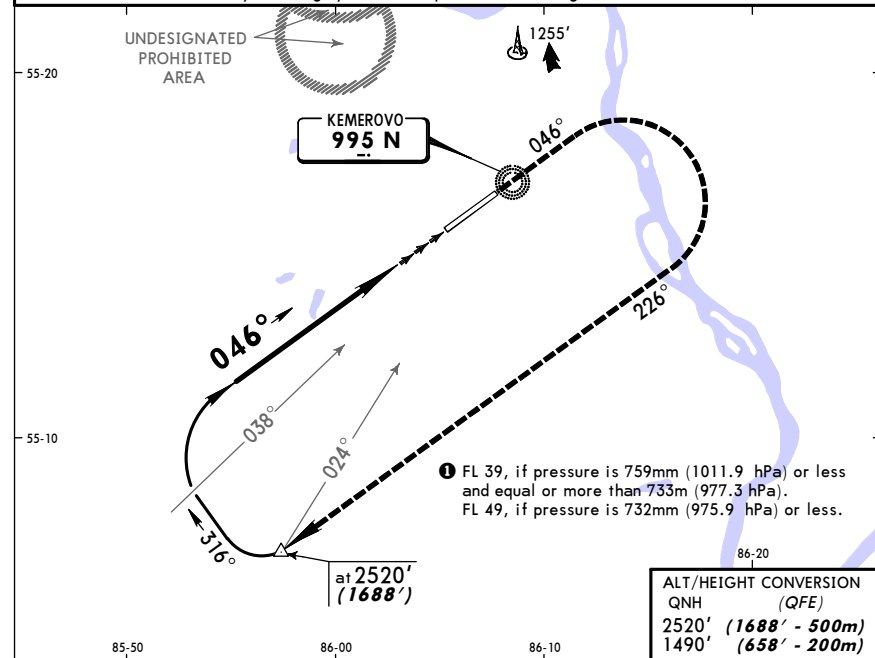 UNDESIGNATED
PROHIBITED
AREA
1255'
55-20
KEMEROVO
995 N
046°
226°
046°
038°
024°
55-10
❶ FL 39, if pressure is 759mm (1011.9 hPa) or less
and equal or more than 733m (977.3 hPa).
FL 49, if pressure is 732mm (975.9 hPa) or less.
316°
at 2520'
(1688')
86-20
ALT/HEIGHT CONVERSION
QNH (QFE)
2520' (1688' - 500m)
1490' (658' - 200m)
85-50 86-00 86-10